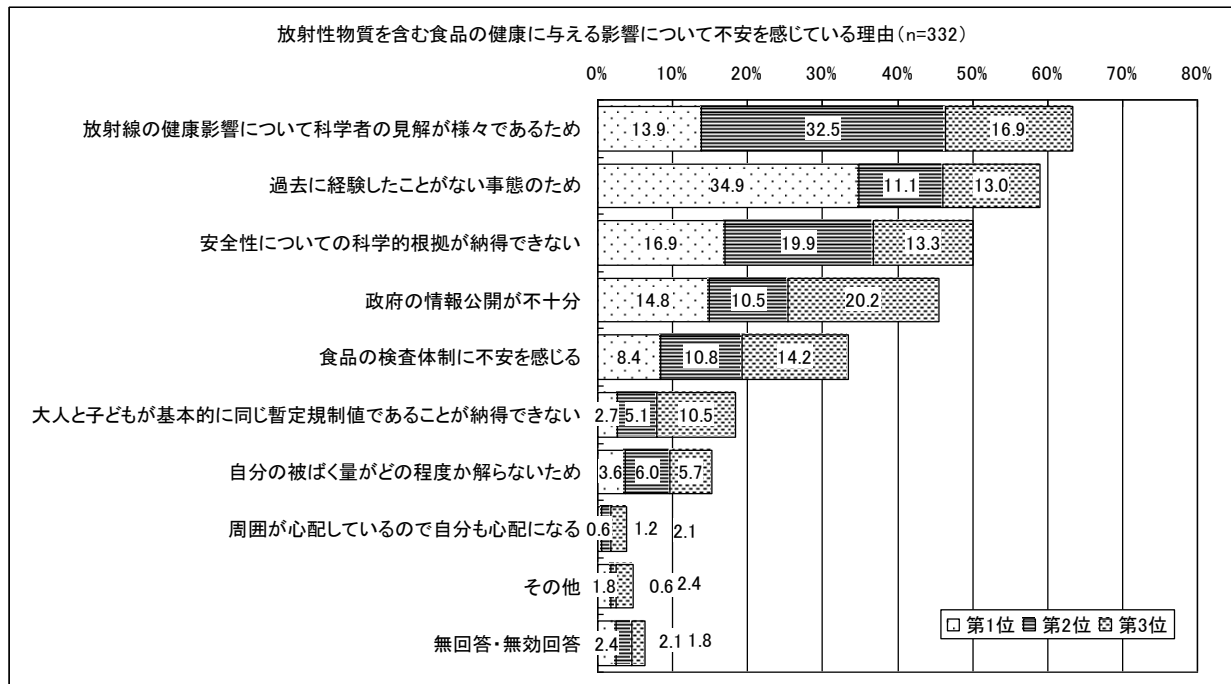 放射性物質を含む食品の健康に与える影響について不安を感じている理由(n=332)
0% 10% 20% 30% 40% 50% 60% 70% 80%
放射線の健康影響について科学者の見解が様々であるため 13.9 32.5 16.9
過去に経験したことがない事態のため 34.9 11.1 13.0
安全性についての科学的根拠が納得できない 16.9 19.9 13.3
政府の情報公開が不十分 14.8 10.5 20.2
食品の検査体制に不安を感じる 8.4 10.8 14.2
大人と子どもが基本的に同じ暫定規制値であることが納得できない 2.7 5.1 10.5
自分の被ばく量がどの程度か解らないため 3.6 6.0 5.7
周囲が心配しているので自分も心配になる 0.6 1.2 2.1
その他 1.8 0.6 2.4
無回答・無効回答 2.4 2.1 1.8
第1位 第2位 第3位